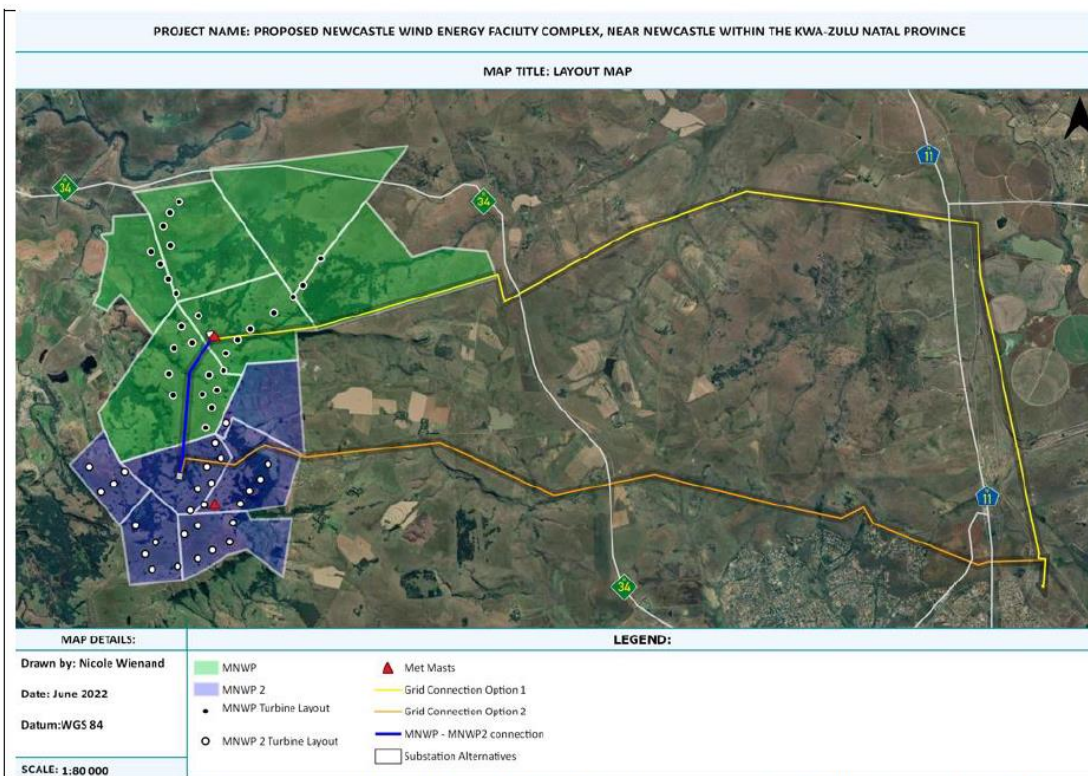 PROJECT NAME: PROPOSED NEWCASTLE WIND ENERGY FACILITY COMPLEX, NEAR NEWCASTLE WITHIN THE KWA-ZULU NATAL PROVINCE
MAP TITLE: LAYOUT MAP
34
34
11
11
34
MAP DETAILS:
Drawn by: Nicole Wienand
Date: June 2022
Datum:WGS 84
SCALE: 1:80 000
LEGEND:
MNWP
MNWP 2
MNWP Turbine Layout
MNWP 2 Turbine Layout
Met Masts
Grid Connection Option 1
Grid Connection Option 2
MNWP - MNWP2 connection
Substation Alternatives